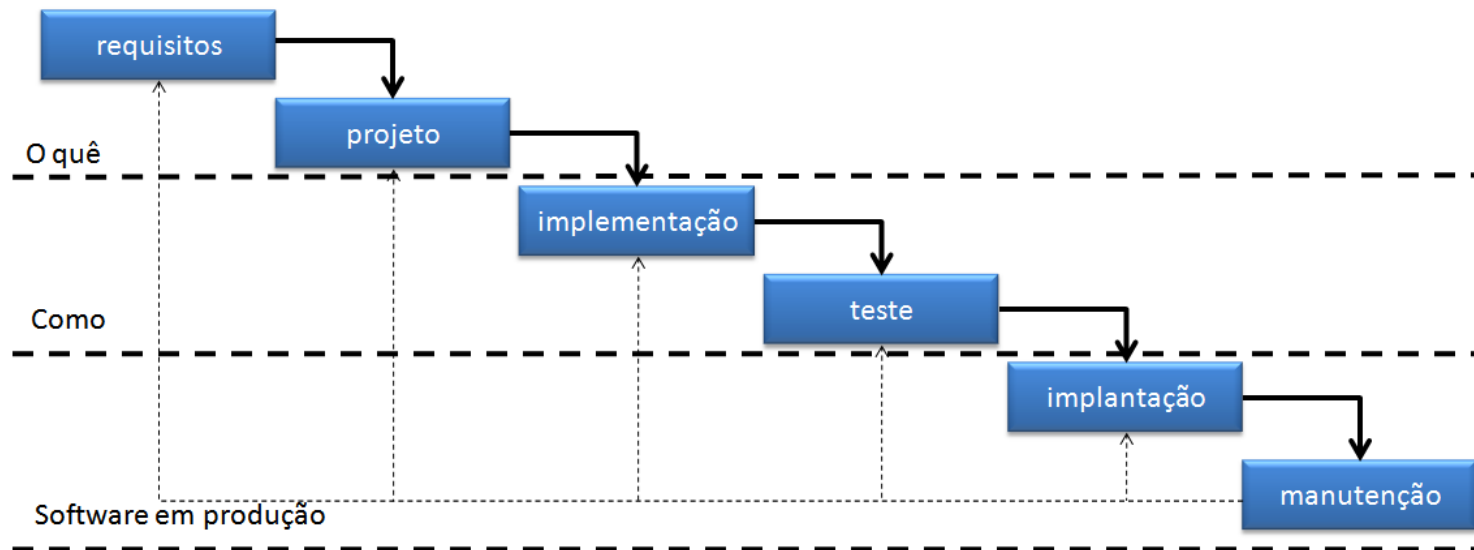 requisitos
projeto
O quê
implementação
teste
Como
implantação
manutenção
Software em produção